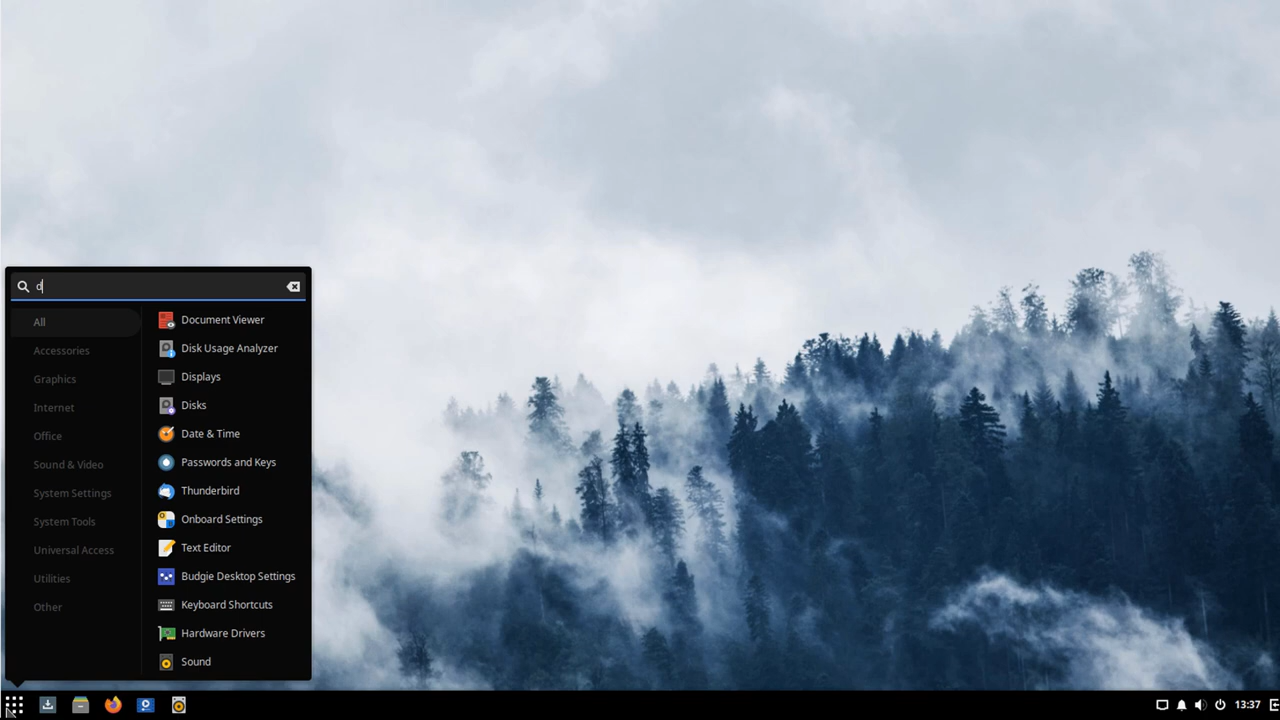 d
All
Accessories
Graphics
Internet
Office
Sound & Video
System Settings
System Tools
Universal Access
Utilities
Other
Document Viewer
Disk Usage Analyzer
Displays
Disks
Date & Time
Passwords and Keys
Thunderbird
Onboard Settings
Text Editor
Budgie Desktop Settings
Keyboard Shortcuts
Hardware Drivers
Sound
13:37